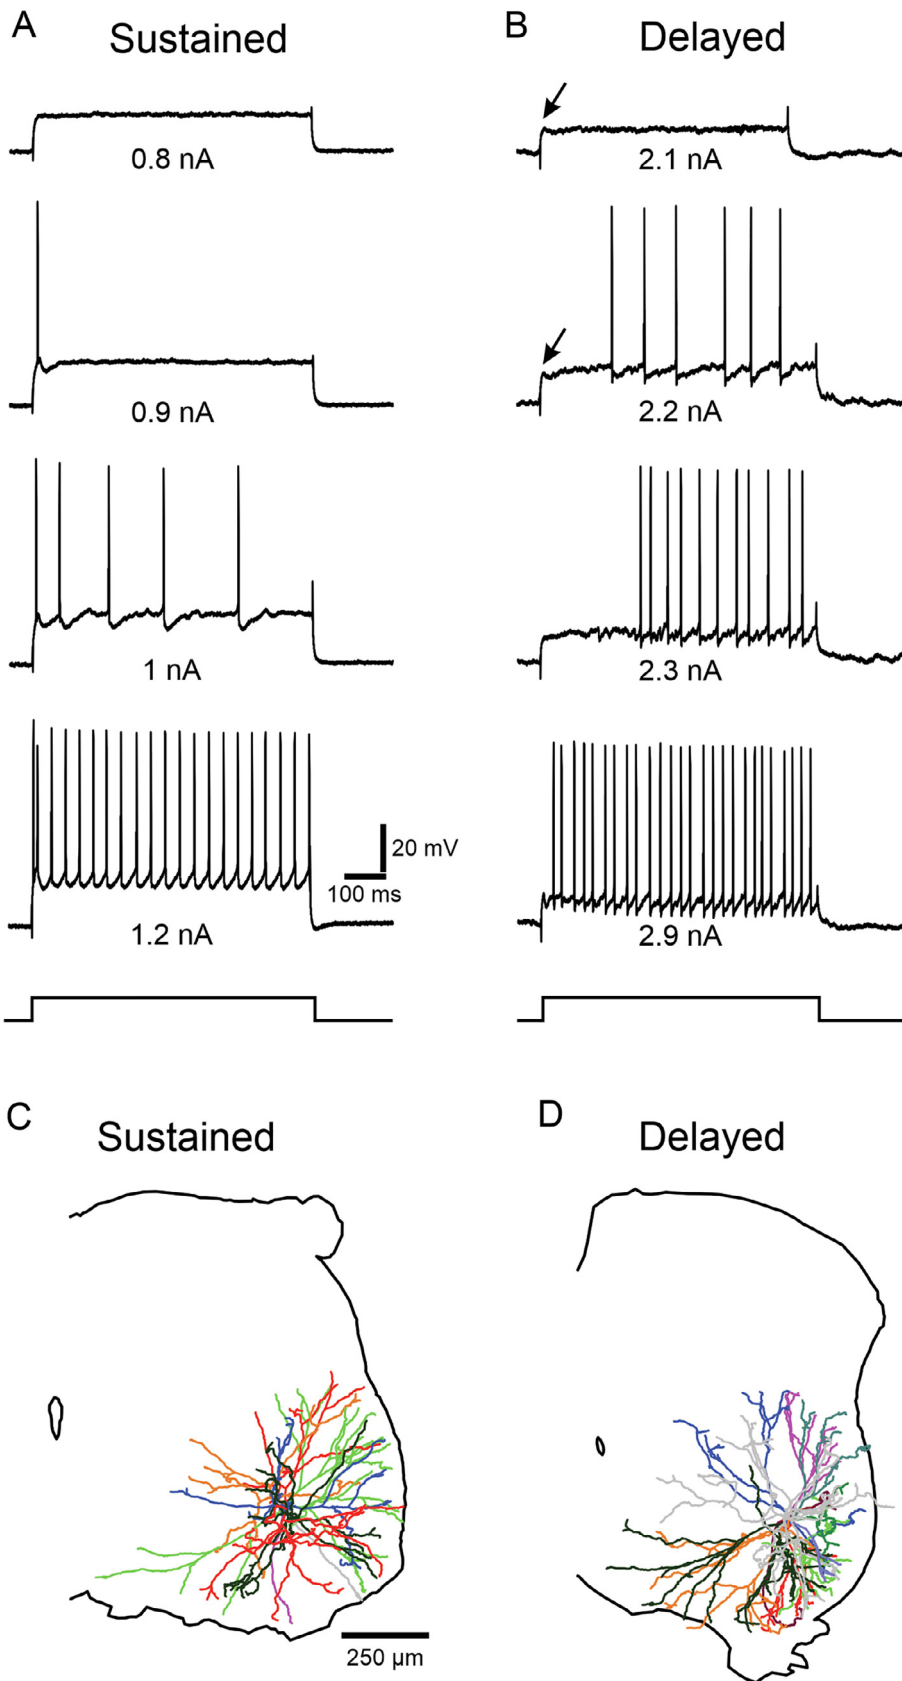 A
Sustained
0.8 nA
0.9 nA
1 nA
20 mV
100 ms
1.2 nA
B
Delayed
2.1 nA
2.2 nA
2.3 nA
2.9 nA
C
Sustained
250 µm
D
Delayed